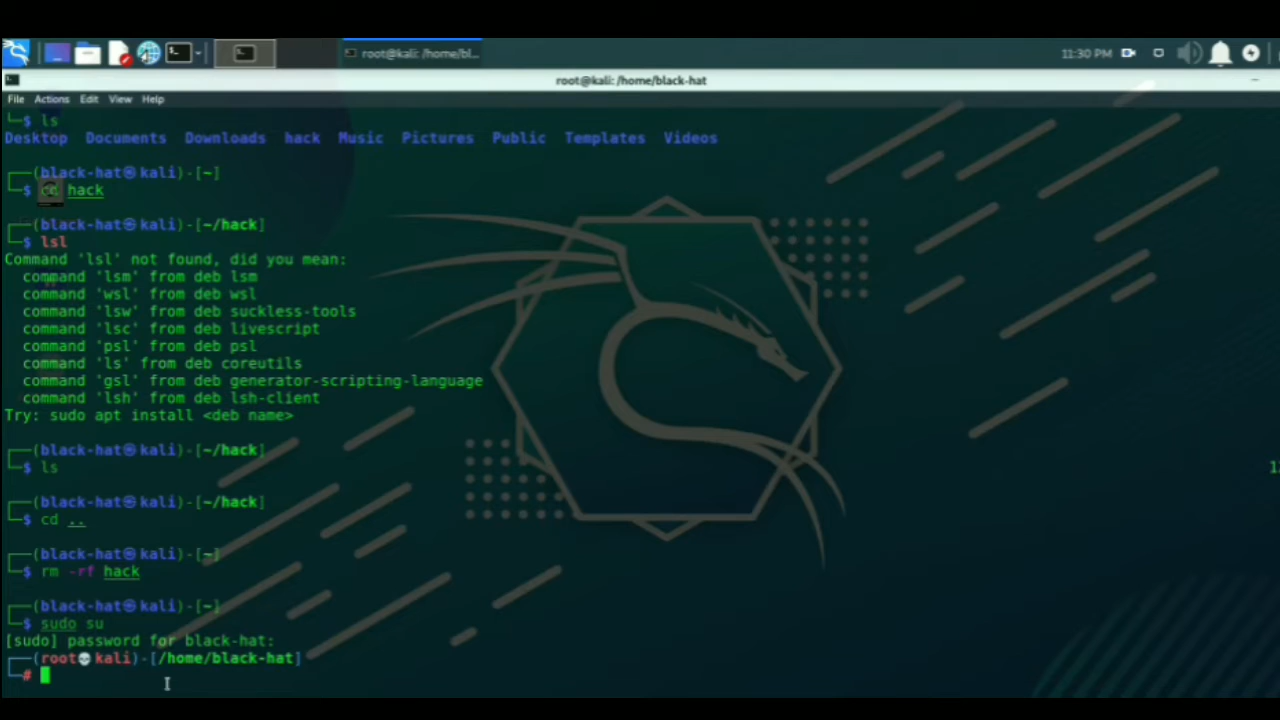 root@kali: /home/bl...
11:30 PM
root@kali: /home/black-hat
File Actions Edit View Help
└─$ ls
Desktop Documents Downloads hack Music Pictures Public Templates Videos
┌──(black-hat㉿kali)-[~]
└─$ cd hack
┌──(black-hat㉿kali)-[~/hack]
└─$ lsl
Command 'lsl' not found, did you mean:
command 'lsm' from deb lsm
command 'wsl' from deb wsl
command 'lsw' from deb suckless-tools
command 'lsc' from deb livescript
command 'psl' from deb psl
command 'ls' from deb coreutils
command 'gsl' from deb generator-scripting-language
command 'lsh' from deb lsh-client
Try: sudo apt install <deb name>
┌──(black-hat㉿kali)-[~/hack]
└─$ ls
┌──(black-hat㉿kali)-[~/hack]
└─$ cd ..
┌──(black-hat㉿kali)-[~]
└─$ rm -rf hack
┌──(black-hat㉿kali)-[~]
└─$ sudo su
[sudo] password for black-hat:
┌──(root💀kali)-[/home/black-hat]
└─#